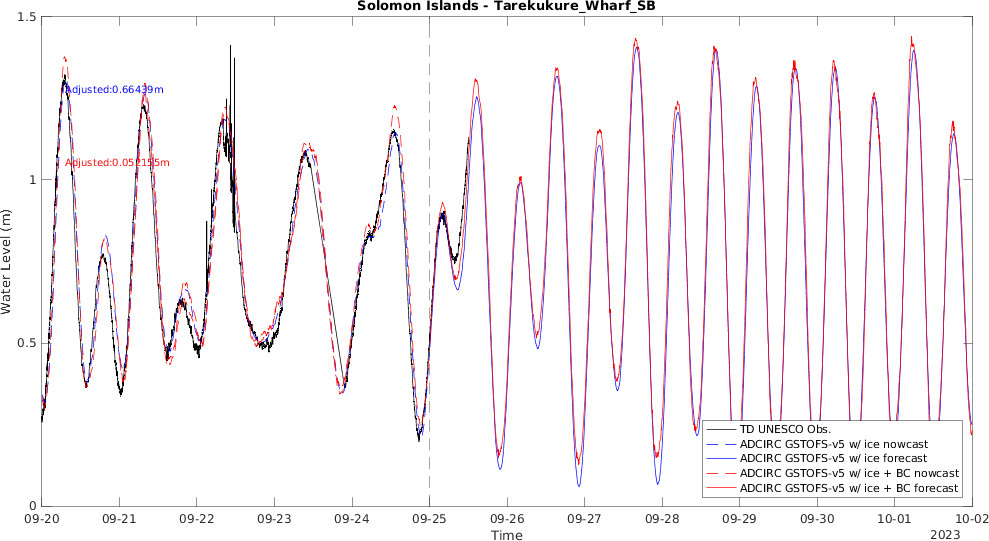 Solomon Islands - Tarekukure_Wharf_SB
1.5
1
0.5
0
Water Level (m)
Adjusted:0.66439m
Adjusted:0.052155m
TD UNESCO Obs.
ADCIRC GSTOFS-v5 w/ ice nowcast
ADCIRC GSTOFS-v5 w/ ice forecast
ADCIRC GSTOFS-v5 w/ ice + BC nowcast
ADCIRC GSTOFS-v5 w/ ice + BC forecast
09-20 09-21 09-22 09-23 09-24 09-25 09-26 09-27 09-28 09-29 09-30 10-01 10-02
Time
2023